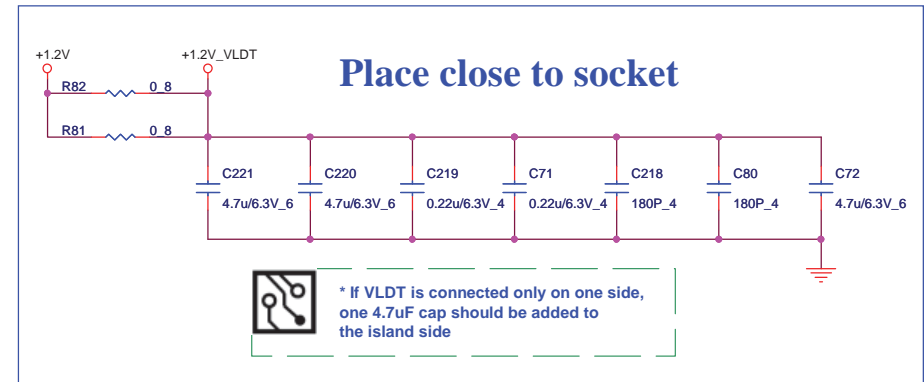 +1.2V
+1.2V_VLDT
Place close to socket
R82
0_8
R81
0_8
C221
C220
C219
C71
C218
C80
C72
4.7u/6.3V_6
4.7u/6.3V_6
0.22u/6.3V_4
0.22u/6.3V_4
180P_4
180P_4
4.7u/6.3V_6
* If VLDT is connected only on one side,
one 4.7uF cap should be added to
the island side